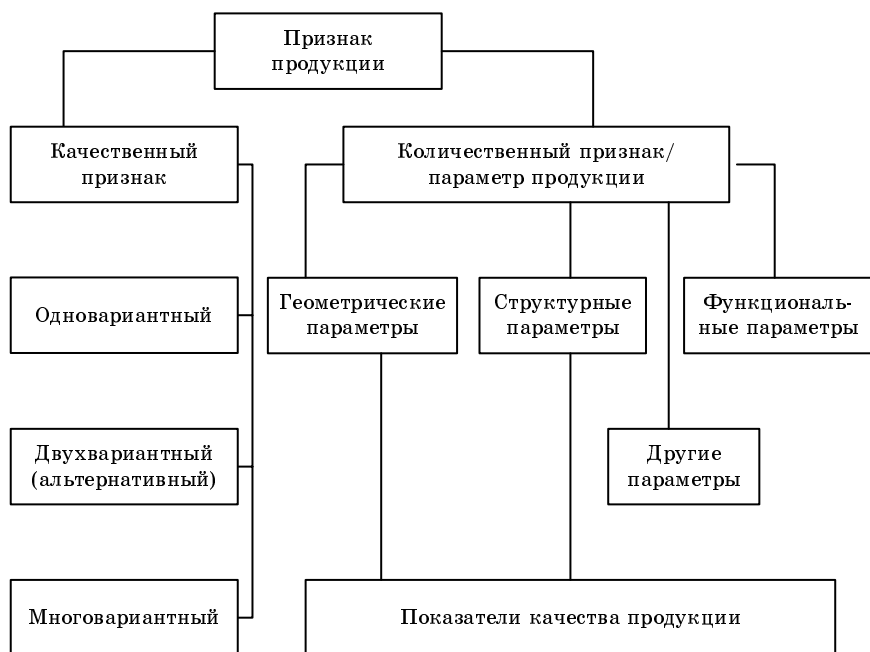 Признак
продукции
Качественный
признак
Количественный признак/
параметр продукции
Одновариантный
Геометрические
параметры
Структурные
параметры
Функциональ-
ные параметры
Двухвариантный
(альтернативный)
Другие
параметры
Многовариантный
Показатели качества продукции